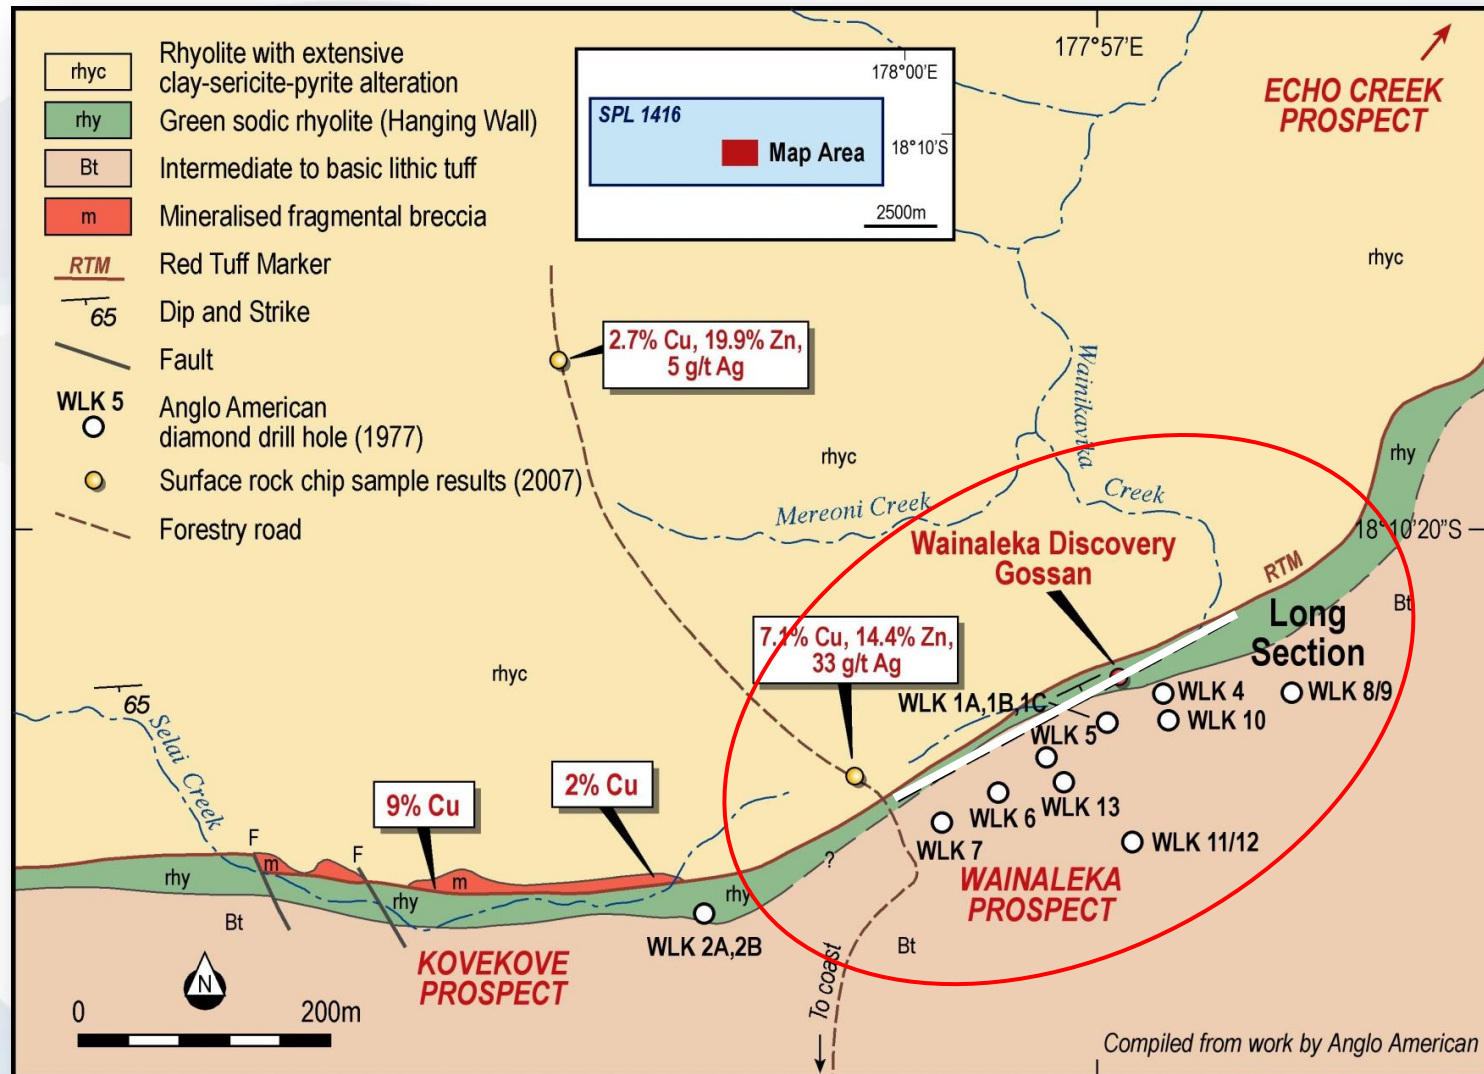 rhyc
Rhyolite with extensive
clay-sericite-pyrite alteration
rhy
Green sodic rhyolite (Hanging Wall)
Bt
Intermediate to basic lithic tuff
m
Mineralised fragmental breccia
RTM
Red Tuff Marker
65
Dip and Strike
Fault
WLK 5
Anglo American
diamond drill hole (1977)
Surface rock chip sample results (2007)
Forestry road
178°00'E
SPL 1416
Map Area
18°10'S
2500m
177°57'E
ECHO CREEK
PROSPECT
rhyc
2.7% Cu, 19.9% Zn,
5 g/t Ag
Wainikavika
Creek
rhyc
Mereoni Creek
rhy
18°10'20"S
Wainaleka Discovery
Gossan
RTM
Bt
Long
Section
7.1% Cu, 14.4% Zn,
33 g/t Ag
rhyc
65
Selai Creek
WLK 1A,1B,1C
WLK 4
WLK 8/9
WLK 10
WLK 5
WLK 6
WLK 13
WLK 7
WLK 11/12
WAINALEKA
PROSPECT
9% Cu
2% Cu
F
m
F
m
rhy
rhy
rhy
?
Bt
WLK 2A,2B
Bt
KOVEKOVE
PROSPECT
To coast
N
0
200m
Compiled from work by Anglo American